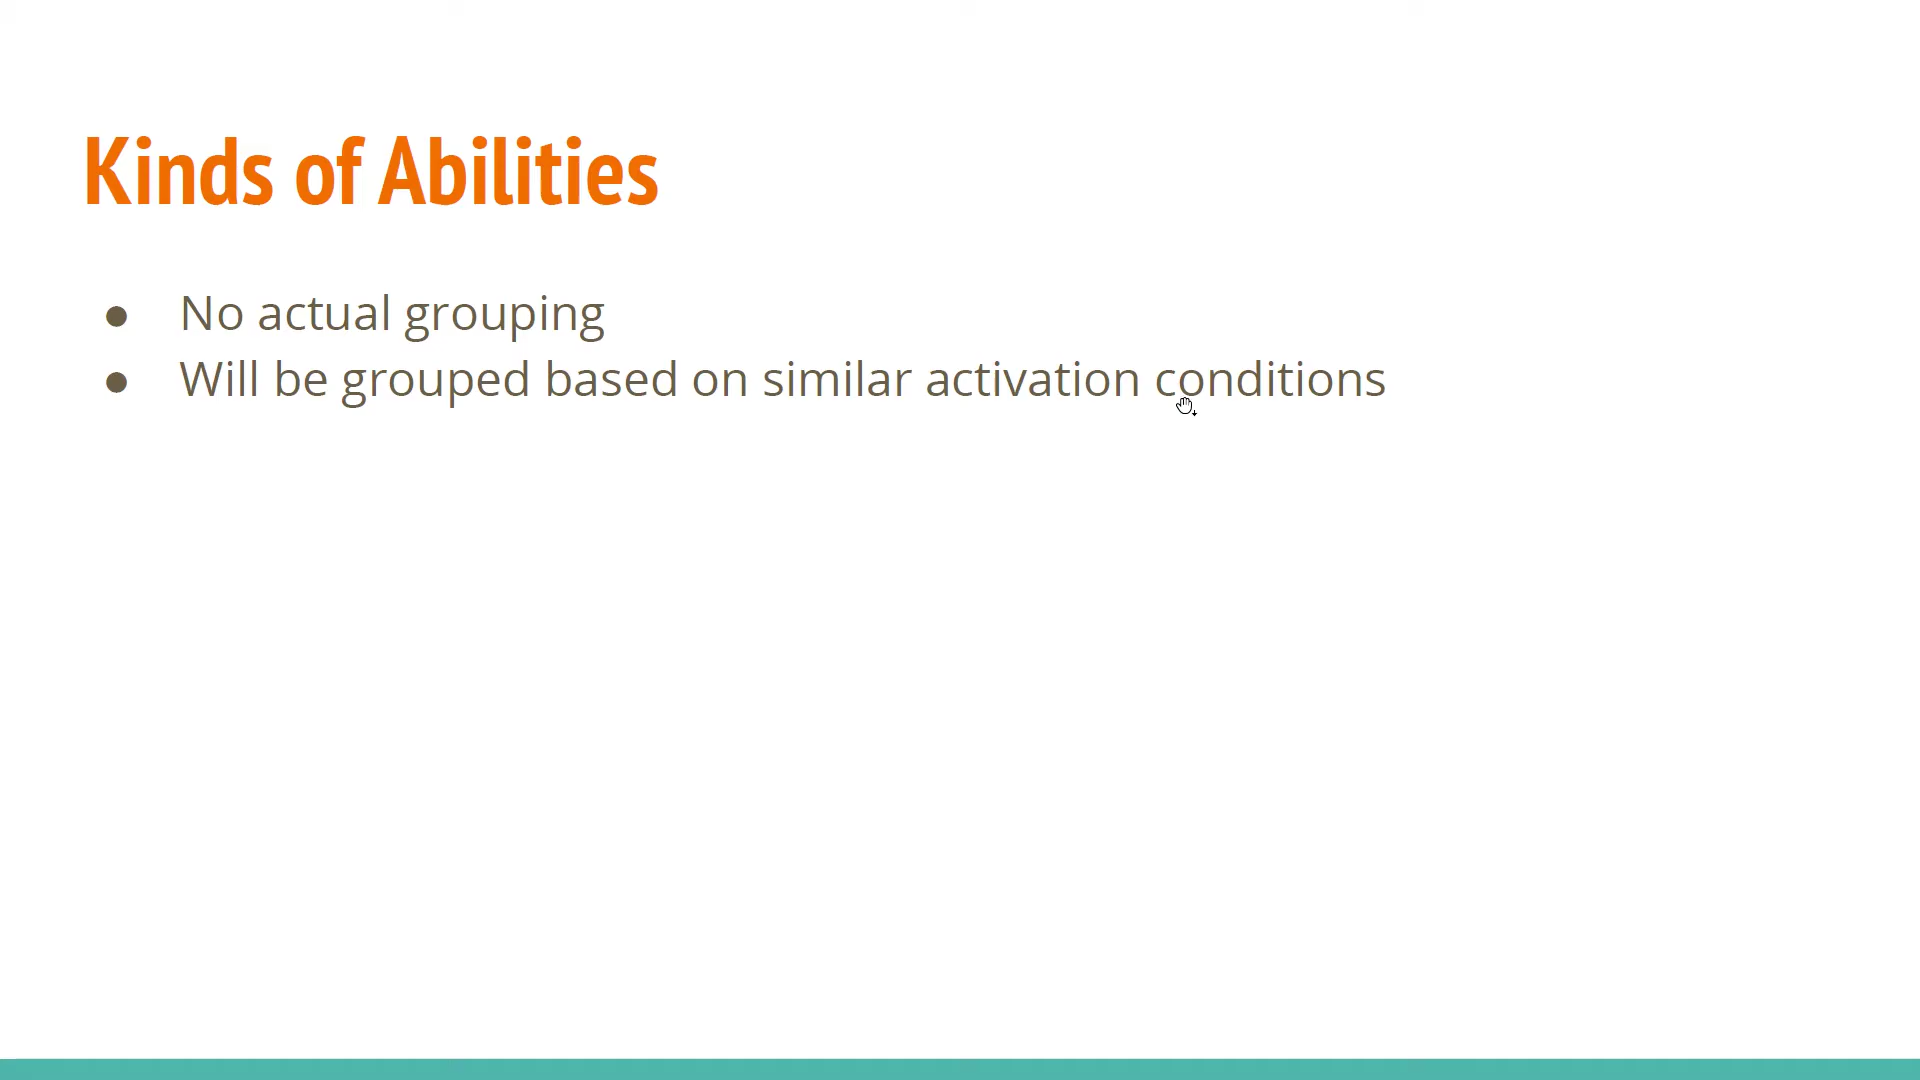 Kinds of Abilities
● No actual grouping
● Will be grouped based on similar activation conditions